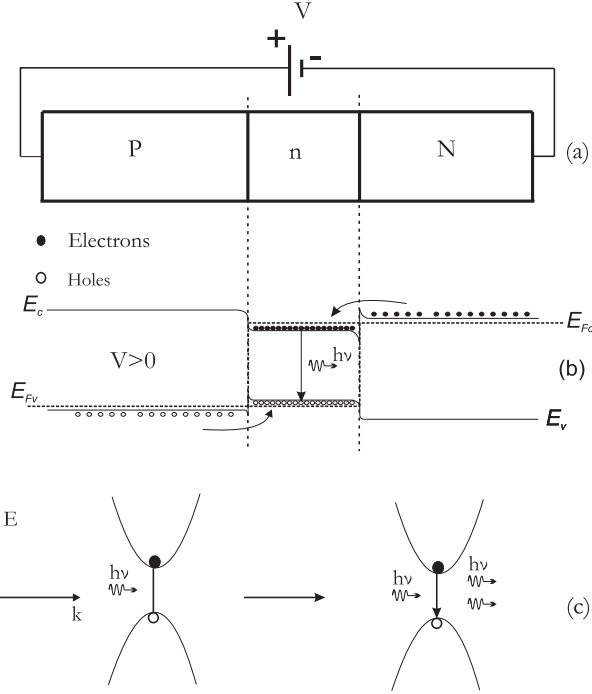 V
+ -
P n N (a)
Electrons
Holes
E_c
E_Fc
V>0 hν (b)
E_Fv
E_v
E
hν hν hν
k (c)